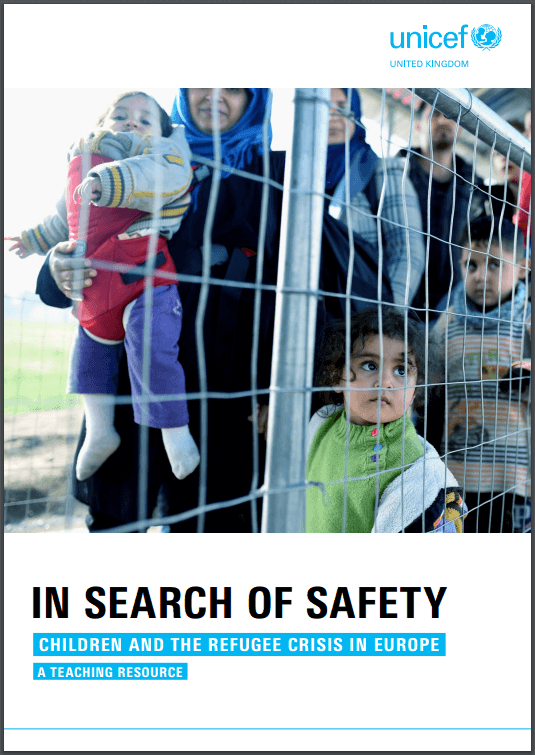 unicef
UNITED KINGDOM
IN SEARCH OF SAFETY
CHILDREN AND THE REFUGEE CRISIS IN EUROPE
A TEACHING RESOURCE